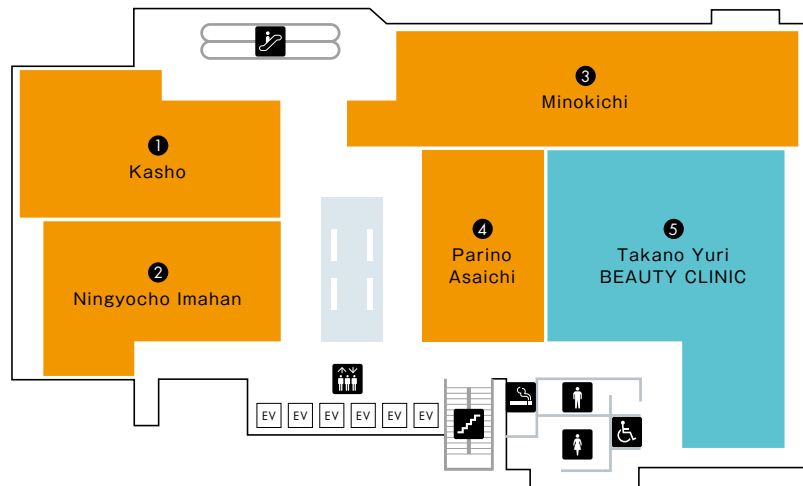 3
Minokichi
1
Kasho
4
Parino
Asaichi
5
Takano Yuri
BEAUTY CLINIC
2
Ningyocho Imahan
EV EV EV EV EV EV